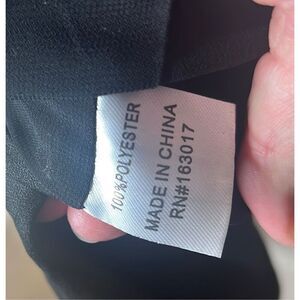 100%POLYESTER
MADE IN CHINA
RN#163017